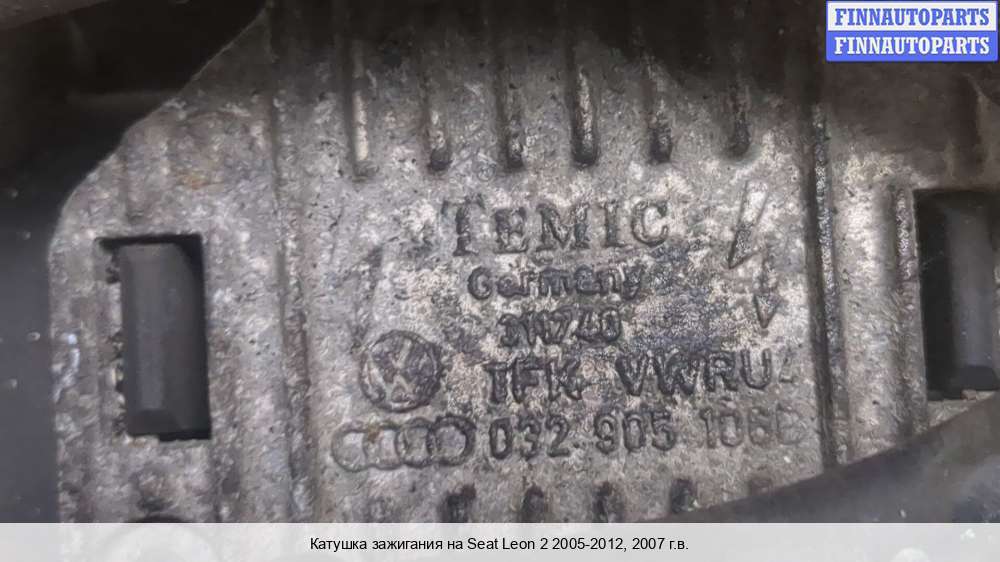 FINNAUTOPARTS
FINNAUTOPARTS
TEMIC
Germany
TFK VWRU
032 905 106
Катушка зажигания на Seat Leon 2 2005-2012, 2007 г.в.